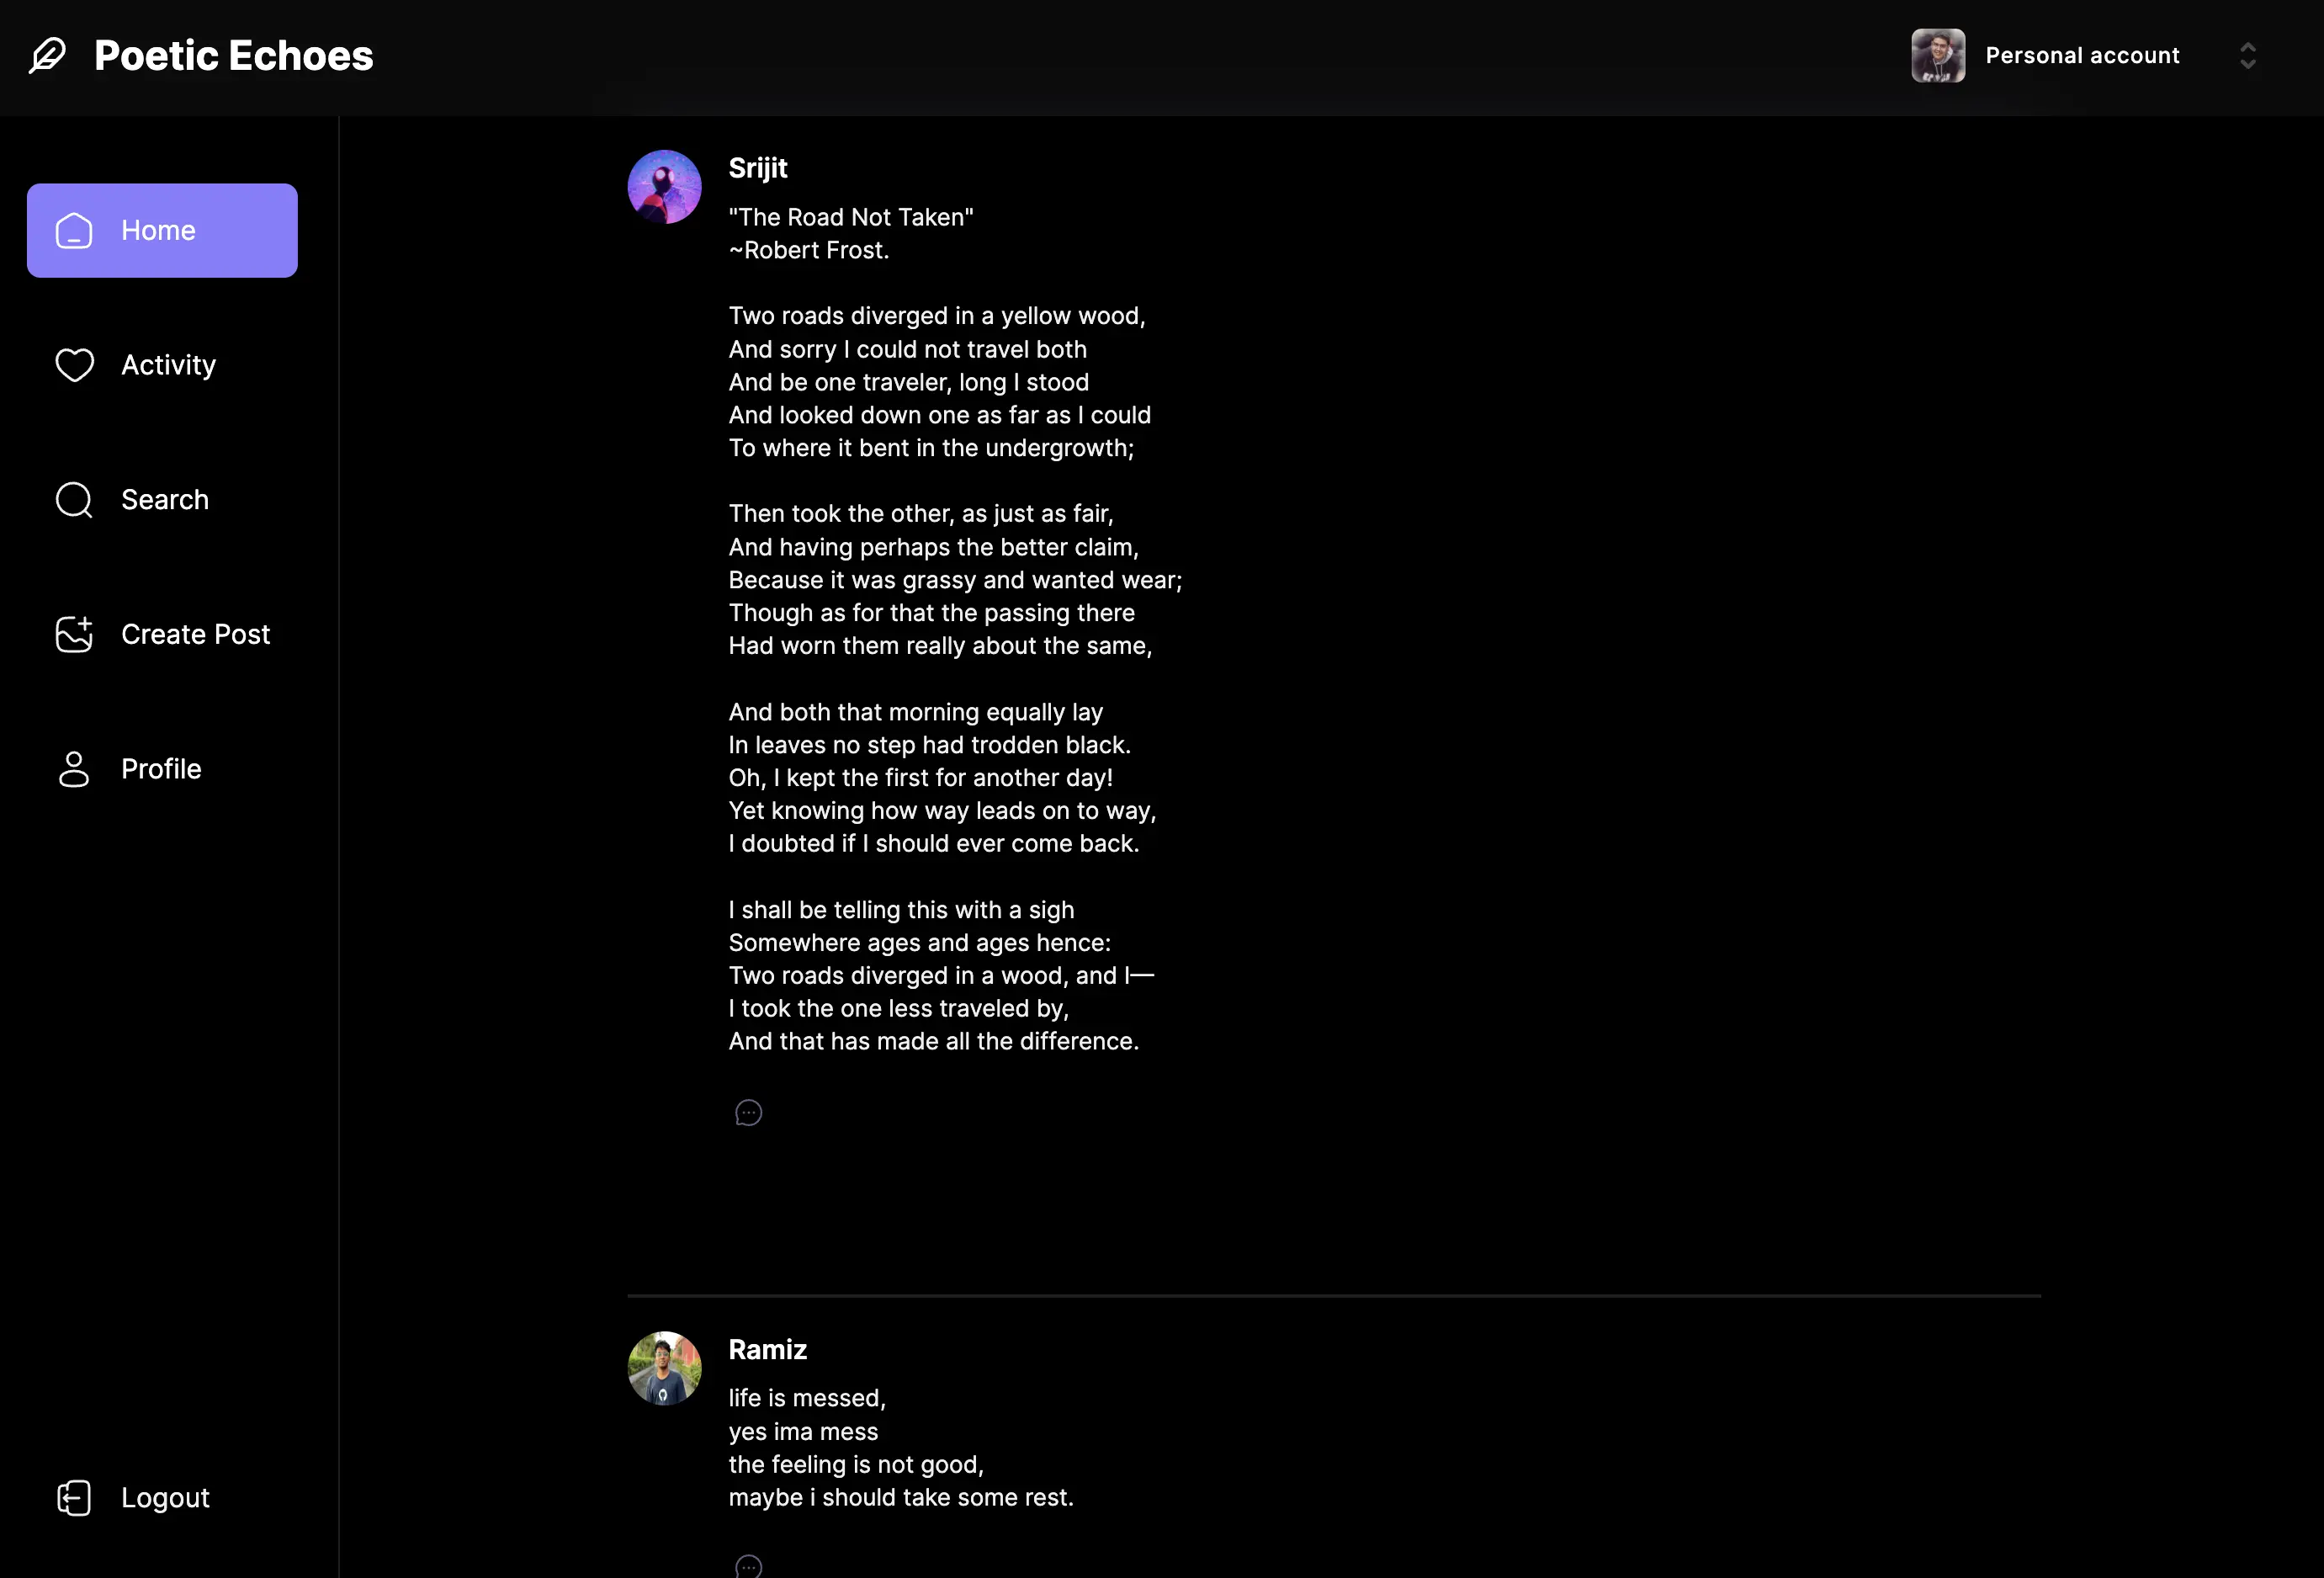 Poetic Echoes
Personal account
Home
Activity
Search
Create Post
Profile
Logout
Srijit
"The Road Not Taken"
~Robert Frost.
Two roads diverged in a yellow wood,
And sorry I could not travel both
And be one traveler, long I stood
And looked down one as far as I could
To where it bent in the undergrowth;
Then took the other, as just as fair,
And having perhaps the better claim,
Because it was grassy and wanted wear;
Though as for that the passing there
Had worn them really about the same,
And both that morning equally lay
In leaves no step had trodden black.
Oh, I kept the first for another day!
Yet knowing how way leads on to way,
I doubted if I should ever come back.
I shall be telling this with a sigh
Somewhere ages and ages hence:
Two roads diverged in a wood, and I—
I took the one less traveled by,
And that has made all the difference.
Ramiz
life is messed,
yes ima mess
the feeling is not good,
maybe i should take some rest.